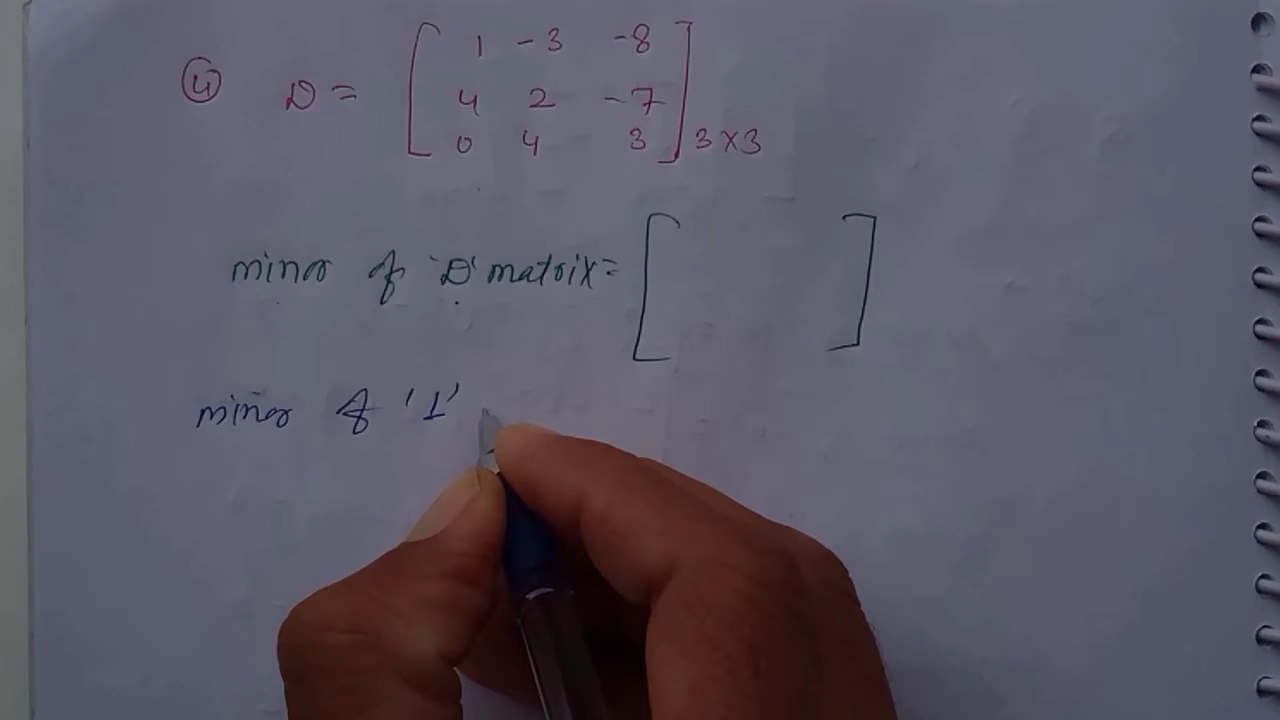 ④ D = [ 1 -3 -8
4 2 -7
0 4 3 ] 3×3
minor of 'D' matrix = [ ]
minor of '1'